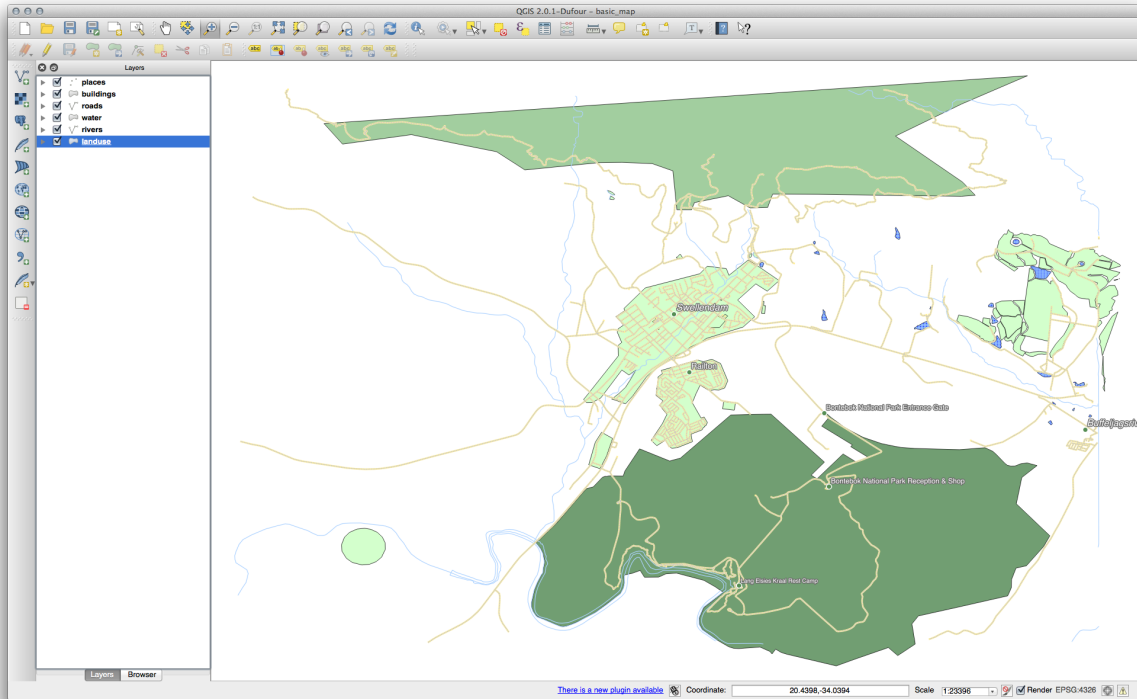 QGIS 2.0.1-Dufour - basic_map
Layers
places
buildings
roads
water
rivers
landuse
Swellendam
Railton
Bontebok National Park Entrance Gate
Bontebok National Park Reception & Shop
Lang Elsies Kraal Rest Camp
Layers
Browser
There is a new plugin available
Coordinate:
20.4398,-34.0394
Scale
1:23396
Render
EPSG:4326